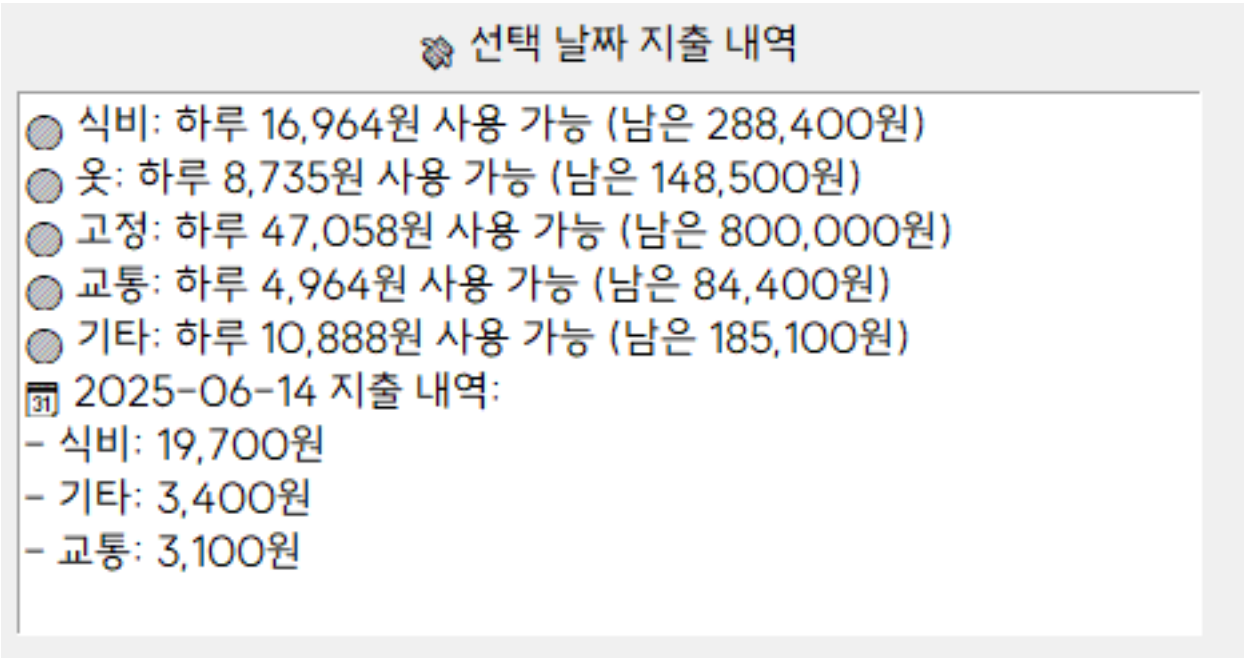 선택 날짜 지출 내역
식비: 하루 16,964원 사용 가능 (남은 288,400원)
옷: 하루 8,735원 사용 가능 (남은 148,500원)
고정: 하루 47,058원 사용 가능 (남은 800,000원)
교통: 하루 4,964원 사용 가능 (남은 84,400원)
기타: 하루 10,888원 사용 가능 (남은 185,100원)
31 2025-06-14 지출 내역:
- 식비: 19,700원
- 기타: 3,400원
- 교통: 3,100원